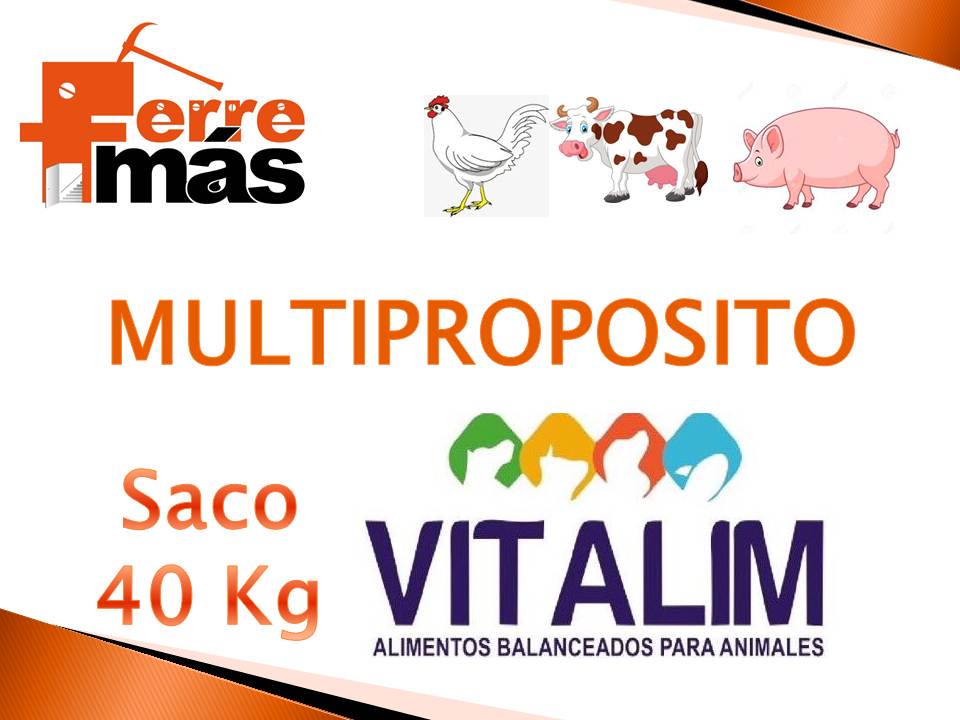 Ferre
más
MULTIPROPOSITO
Saco
40 Kg
VITALIM
ALIMENTOS BALANCEADOS PARA ANIMALES